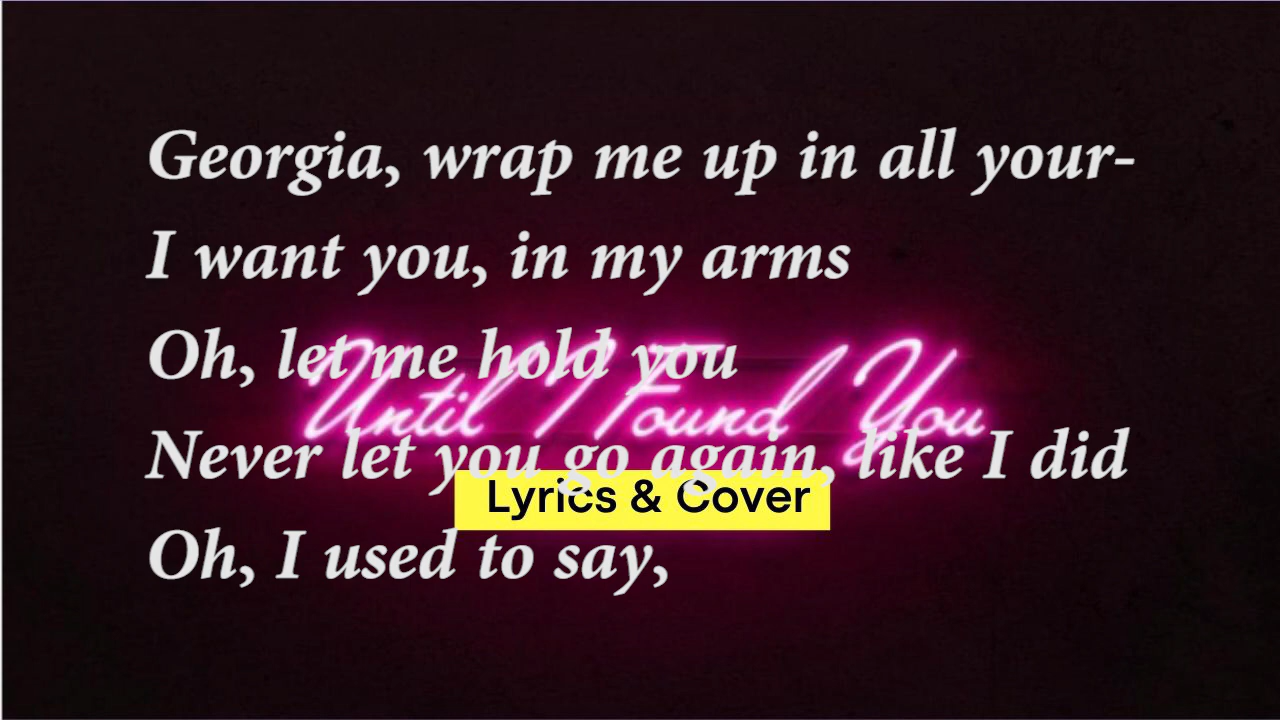 Georgia, wrap me up in all your-
I want you, in my arms
Oh, let me hold you
Until I Found You
Never let you go again, like I did
Lyrics & Cover
Oh, I used to say,